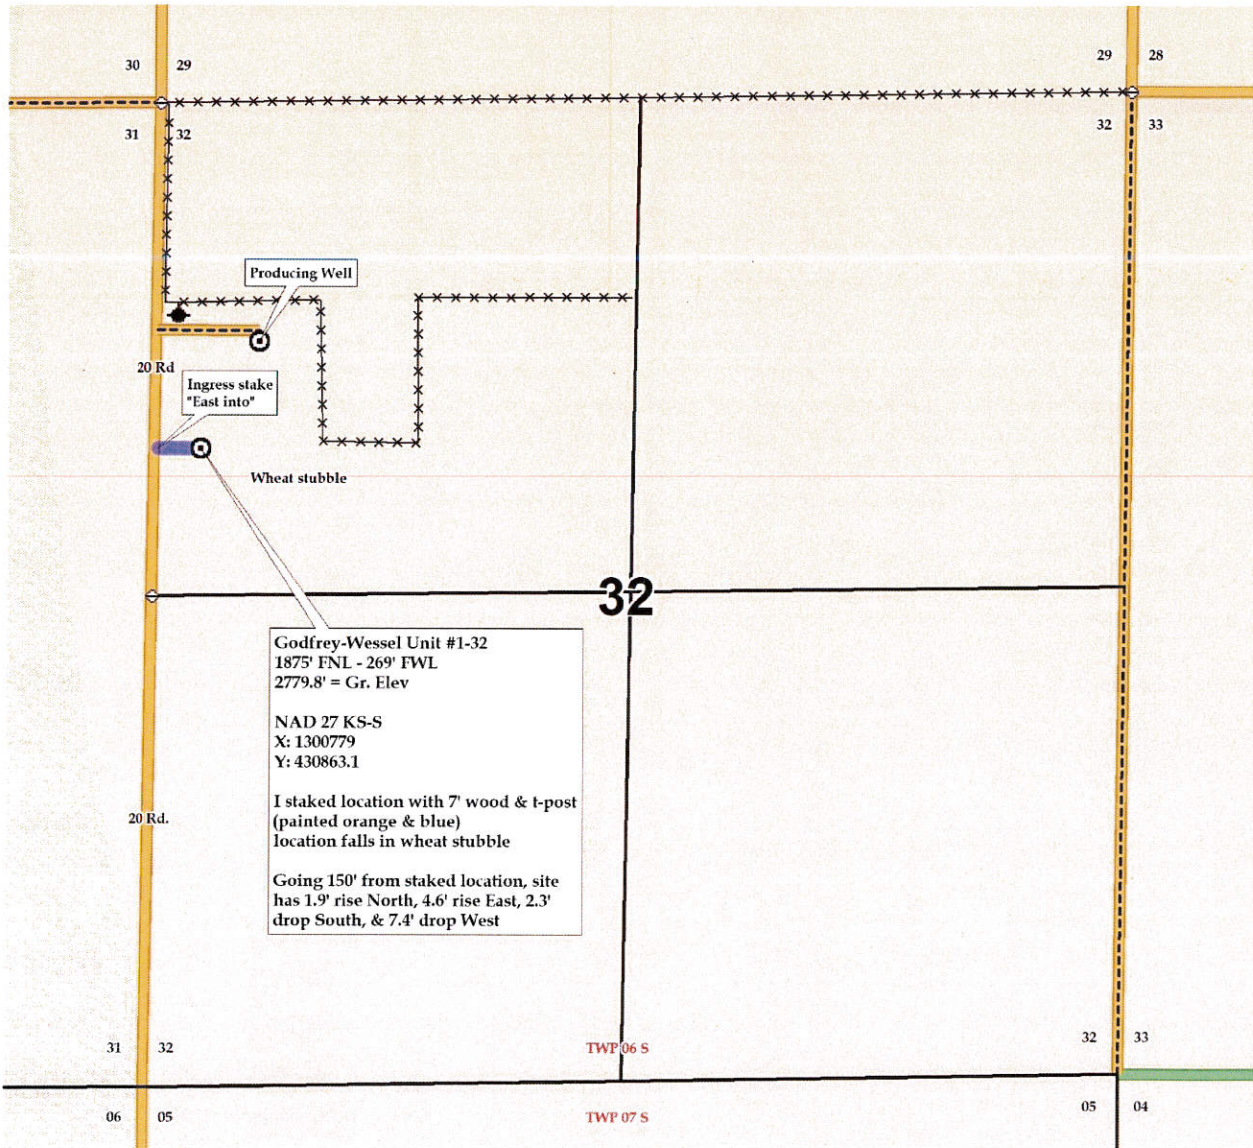 30 29
29 28
31 32
32 33
Producing Well
20 Rd
Ingress stake
"East into"
Wheat stubble
32
Godfrey-Wessel Unit #1-32
1875' FNL - 269' FWL
2779.8' = Gr. Elev
NAD 27 KS-S
X: 1300779
Y: 430863.1
I staked location with 7' wood & t-post
(painted orange & blue)
location falls in wheat stubble
Going 150' from staked location, site
has 1.9' rise North, 4.6' rise East, 2.3'
drop South, & 7.4' drop West
20 Rd.
31 32
TWP 06 S
32 33
06 05
TWP 07 S
05 04